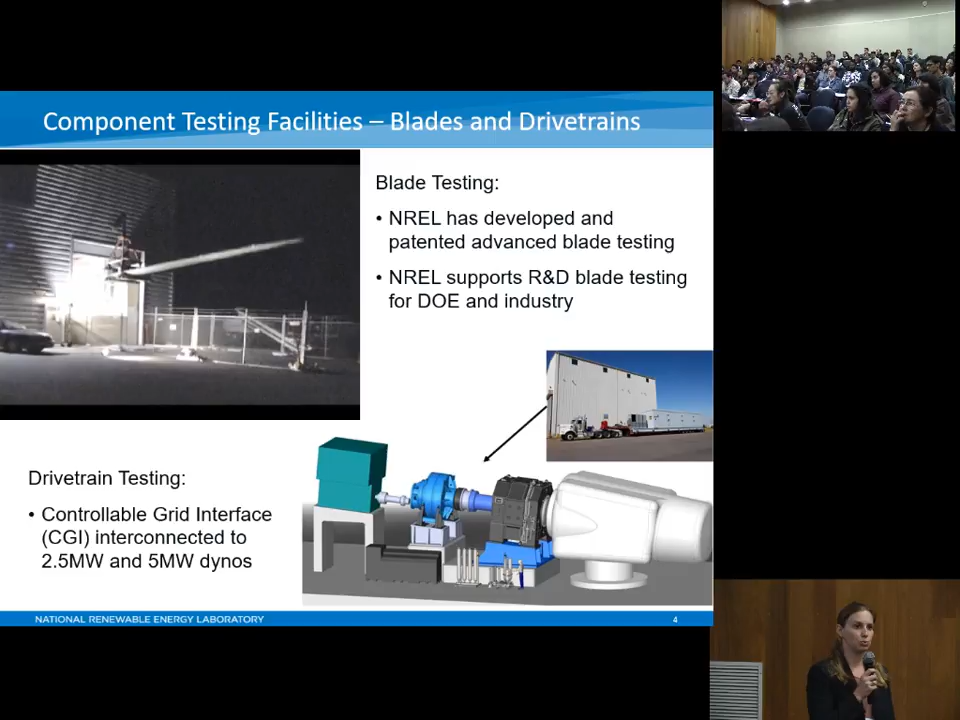 Component Testing Facilities – Blades and Drivetrains
Blade Testing:
• NREL has developed and
patented advanced blade testing
• NREL supports R&D blade testing
for DOE and industry
Drivetrain Testing:
• Controllable Grid Interface
(CGI) interconnected to
2.5MW and 5MW dynos
NATIONAL RENEWABLE ENERGY LABORATORY
4